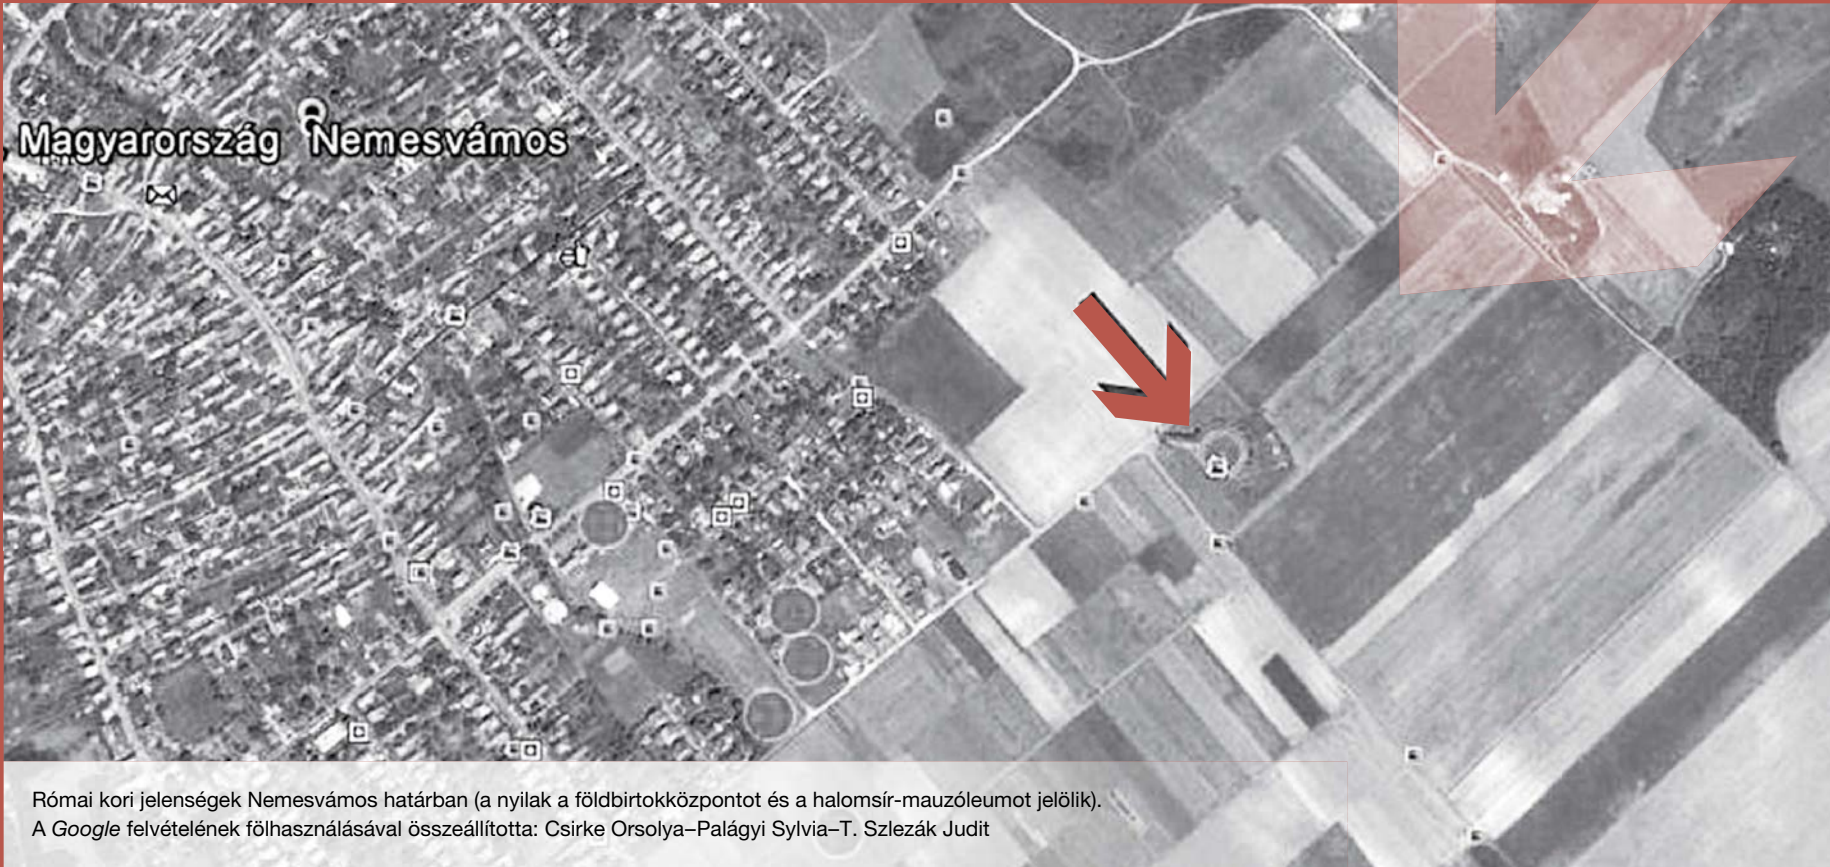 Magyarország Nemesvámos
Római kori jelenségek Nemesvámos határban (a nyilak a földbirtokközpontot és a halomsír-mauzóleumot jelölik).
A Google felvételének fölhasználásával összeállította: Csirke Orsolya–Palágyi Sylvia–T. Szlezák Judit